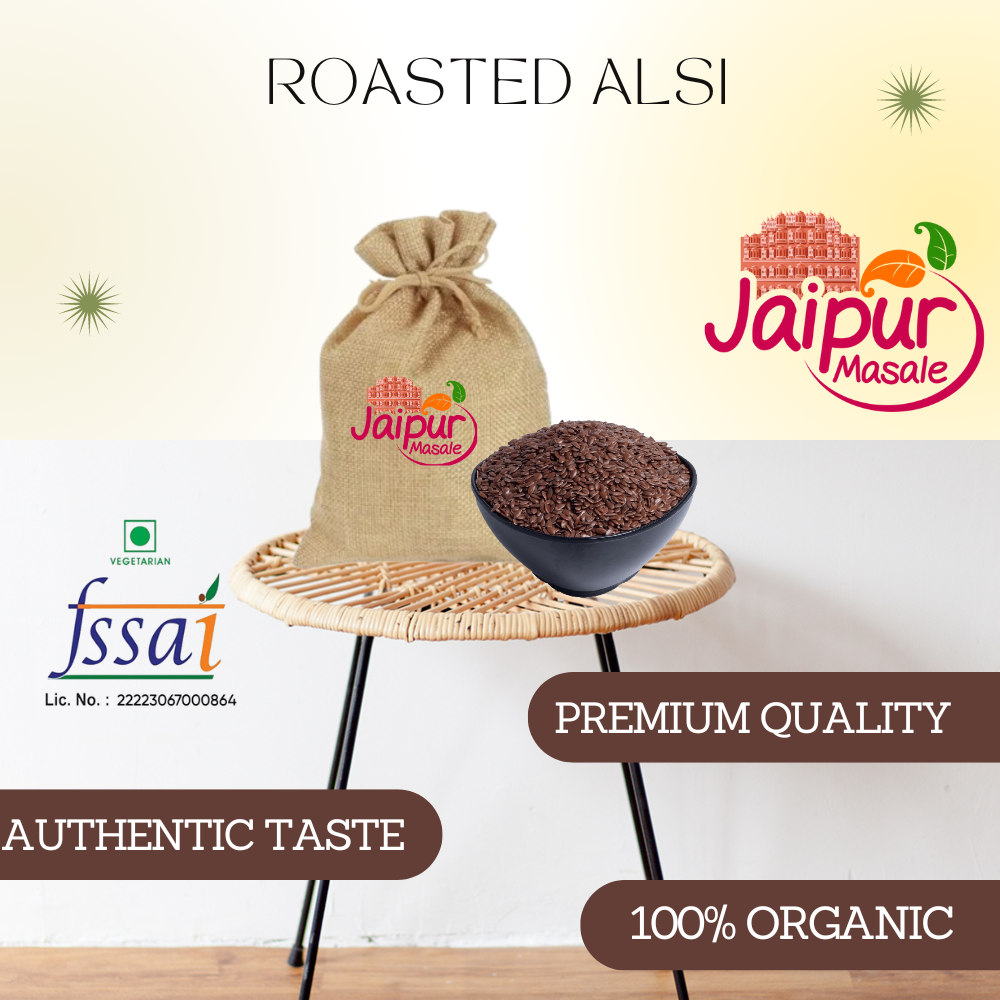 ROASTED ALSI
Jaipur
Masale
Jaipur
Masale
VEGETARIAN
fssai
Lic. No. : 22223067000864
PREMIUM QUALITY
AUTHENTIC TASTE
100% ORGANIC